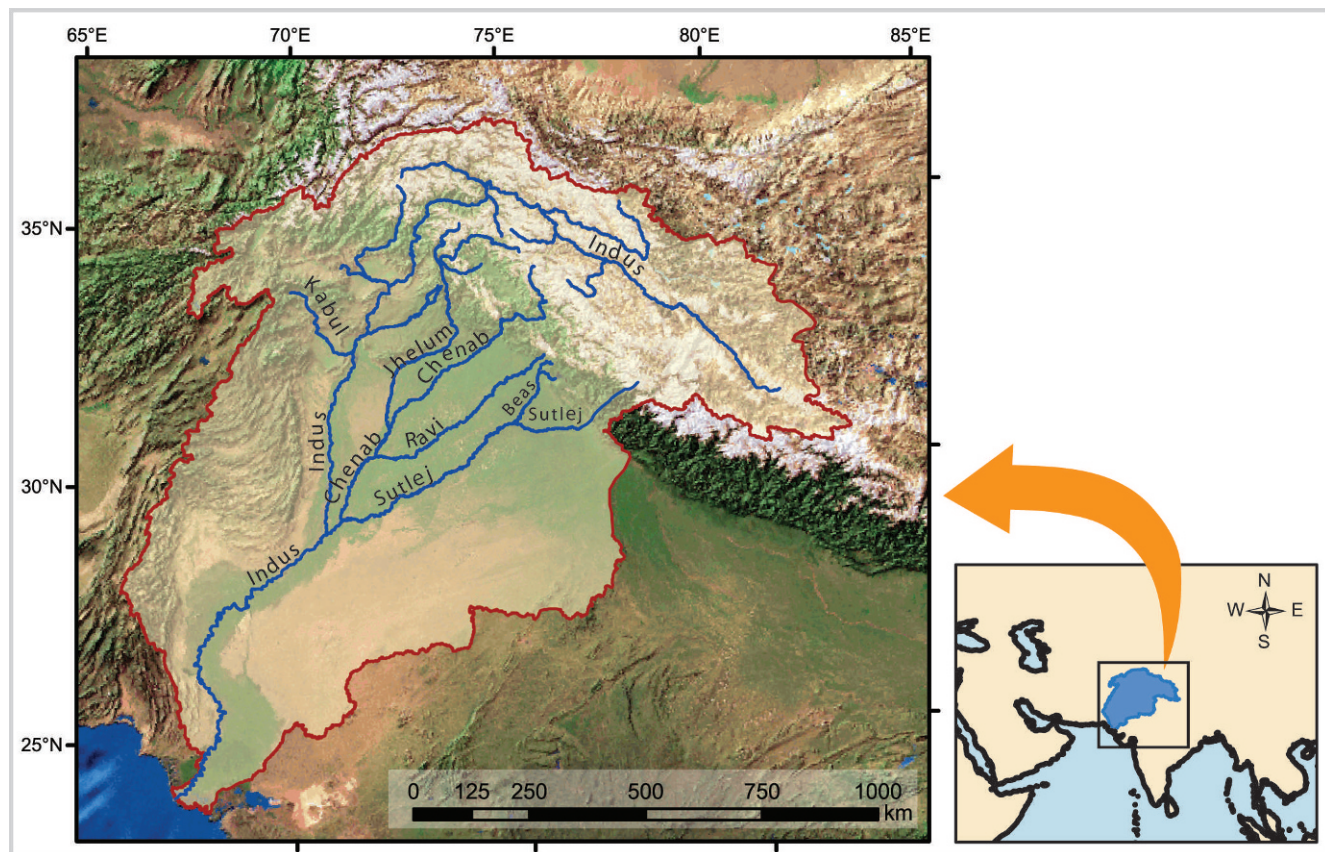 65°E 70°E 75°E 80°E 85°E
35°N
30°N
25°N
Indus
Kabul
Jhelum
Chenab
Beas
Sutlej
Ravi
Indus
Chenab
Sutlej
Indus
0 125 250 500 750 1000
km
N
W E
S